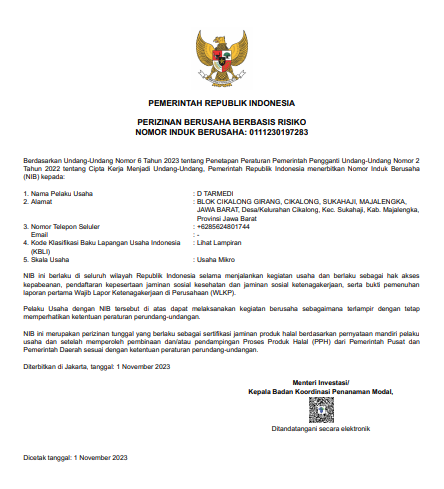 PEMERINTAH REPUBLIK INDONESIA
PERIZINAN BERUSAHA BERBASIS RISIKO
NOMOR INDUK BERUSAHA: 0111230197283
Berdasarkan Undang-Undang Nomor 6 Tahun 2023 tentang Penetapan Peraturan Pemerintah Pengganti Undang-Undang Nomor 2
Tahun 2022 tentang Cipta Kerja Menjadi Undang-Undang, Pemerintah Republik Indonesia menerbitkan Nomor Induk Berusaha
(NIB) kepada:
1. Nama Pelaku Usaha : D TARMEDI
2. Alamat : BLOK CIKALONG GIRANG, CIKALONG, SUKAHAJI, MAJALENGKA,
JAWA BARAT, Desa/Kelurahan Cikalong, Kec. Sukahaji, Kab. Majalengka,
Provinsi Jawa Barat
3. Nomor Telepon Seluler : +6285624801744
Email : -
4. Kode Klasifikasi Baku Lapangan Usaha Indonesia : Lihat Lampiran
(KBLI)
5. Skala Usaha : Usaha Mikro
NIB ini berlaku di seluruh wilayah Republik Indonesia selama menjalankan kegiatan usaha dan berlaku sebagai hak akses
kepabeanan, pendaftaran kepesertaan jaminan sosial kesehatan dan jaminan sosial ketenagakerjaan, serta bukti pemenuhan
laporan pertama Wajib Lapor Ketenagakerjaan di Perusahaan (WLKP).
Pelaku Usaha dengan NIB tersebut di atas dapat melaksanakan kegiatan berusaha sebagaimana terlampir dengan tetap
memperhatikan ketentuan peraturan perundang-undangan.
NIB ini merupakan perizinan tunggal yang berlaku sebagai sertifikasi jaminan produk halal berdasarkan pernyataan mandiri pelaku
usaha dan setelah memperoleh pembinaan dan/atau pendampingan Proses Produk Halal (PPH) dari Pemerintah Pusat dan
Pemerintah Daerah sesuai dengan ketentuan peraturan perundang-undangan.
Diterbitkan di Jakarta, tanggal: 1 November 2023
Menteri Investasi/
Kepala Badan Koordinasi Penanaman Modal,
Ditandatangani secara elektronik
Dicetak tanggal: 1 November 2023